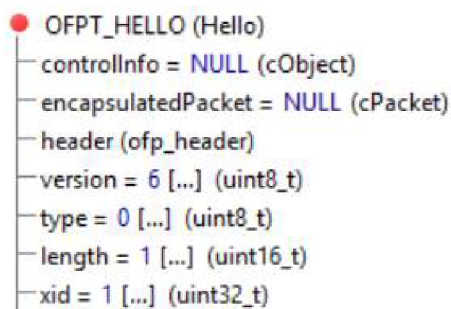 OFPT_HELLO (Hello)
controlInfo = NULL (cObject)
encapsulatedPacket = NULL (cPacket)
header (ofp_header)
version = 6 [...] (uint8_t)
type = 0 [...] (uint8_t)
length = 1 [...] (uint16_t)
xid = 1 [...] (uint32_t)